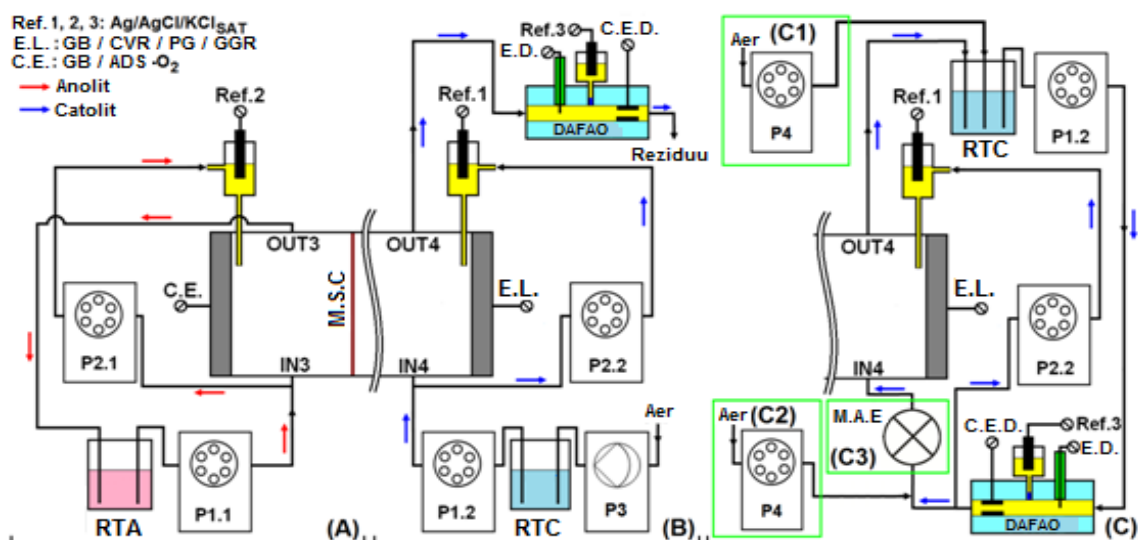 Ref. 1, 2, 3: Ag/AgCl/KClSAT
E.L. : GB / CVR / PG / GGR
C.E.: GB / ADS -O2
Anolit
Catolit
Ref.2
C.E.
OUT3
M.S.C
IN3
P2.1
RTA
P1.1
(A)
Ref.1
OUT4
E.L.
IN4
P2.2
P1.2
RTC
P3
Aer
(B)
E.D.
Ref.3
C.E.D.
DAFAO
Reziduu
Aer
(C1)
P4
RTC
P1.2
Ref.1
OUT4
E.L.
IN4
P2.2
Aer
(C2)
P4
M.A.E
(C3)
C.E.D.
Ref.3
E.D.
DAFAO
(C)